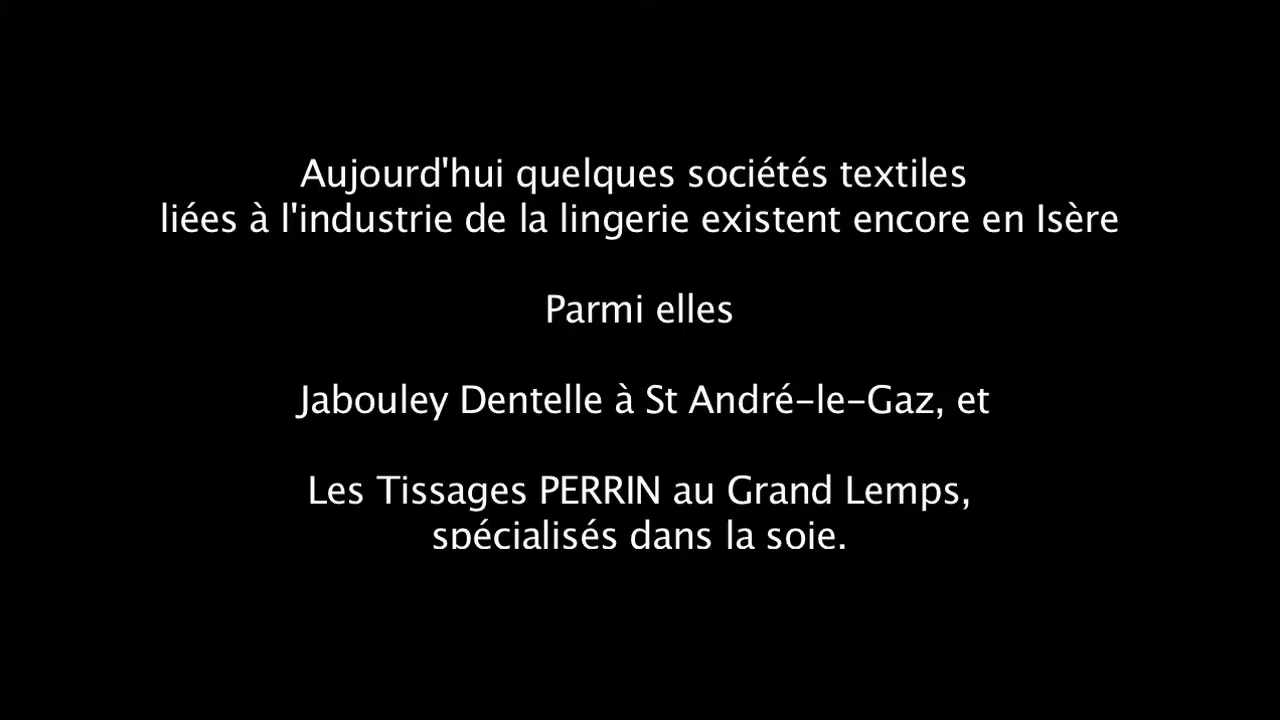 Aujourd'hui quelques sociétés textiles
liées à l'industrie de la lingerie existent encore en Isère
Parmi elles
Jabouley Dentelle à St André-le-Gaz, et
Les Tissages PERRIN au Grand Lemps,
spécialisés dans la soie.